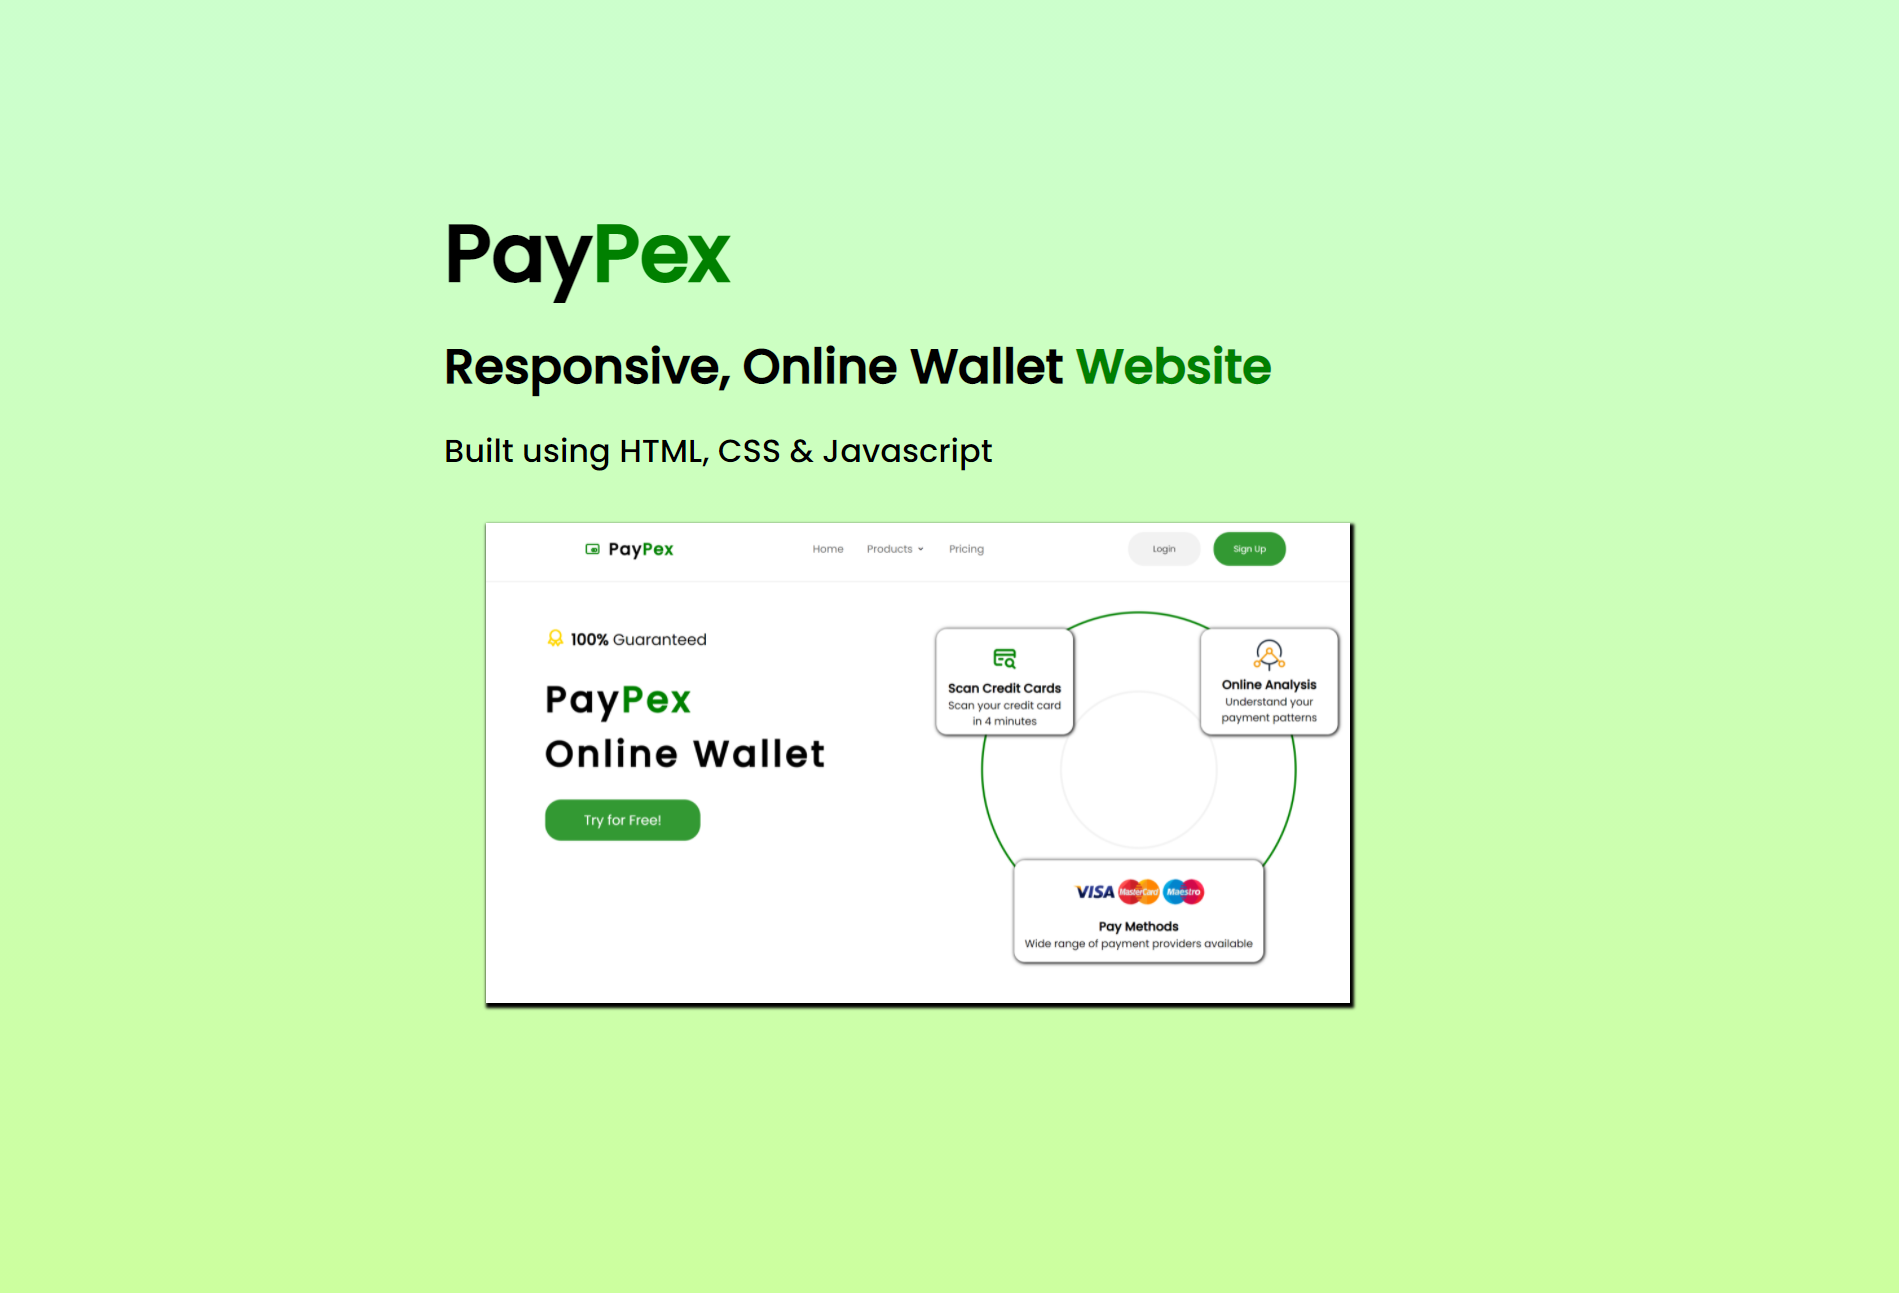 PayPex
Responsive, Online Wallet Website
Built using HTML, CSS & Javascript
PayPex
Home
Products
Pricing
Login
Sign Up
100% Guaranteed
PayPex
Online Wallet
Try for Free!
Scan Credit Cards
Scan your credit card
in 4 minutes
Online Analysis
Understand your
payment patterns
VISA MasterCard Maestro
Pay Methods
Wide range of payment providers available